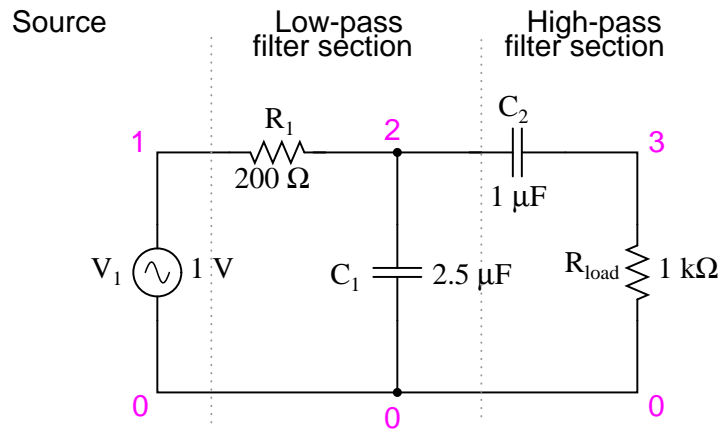 Source
Low-pass
filter section
High-pass
filter section
1
R1
200 Ω
2
C2
1 μF
3
V1
1 V
C1
2.5 μF
Rload
1 kΩ
0
0
0